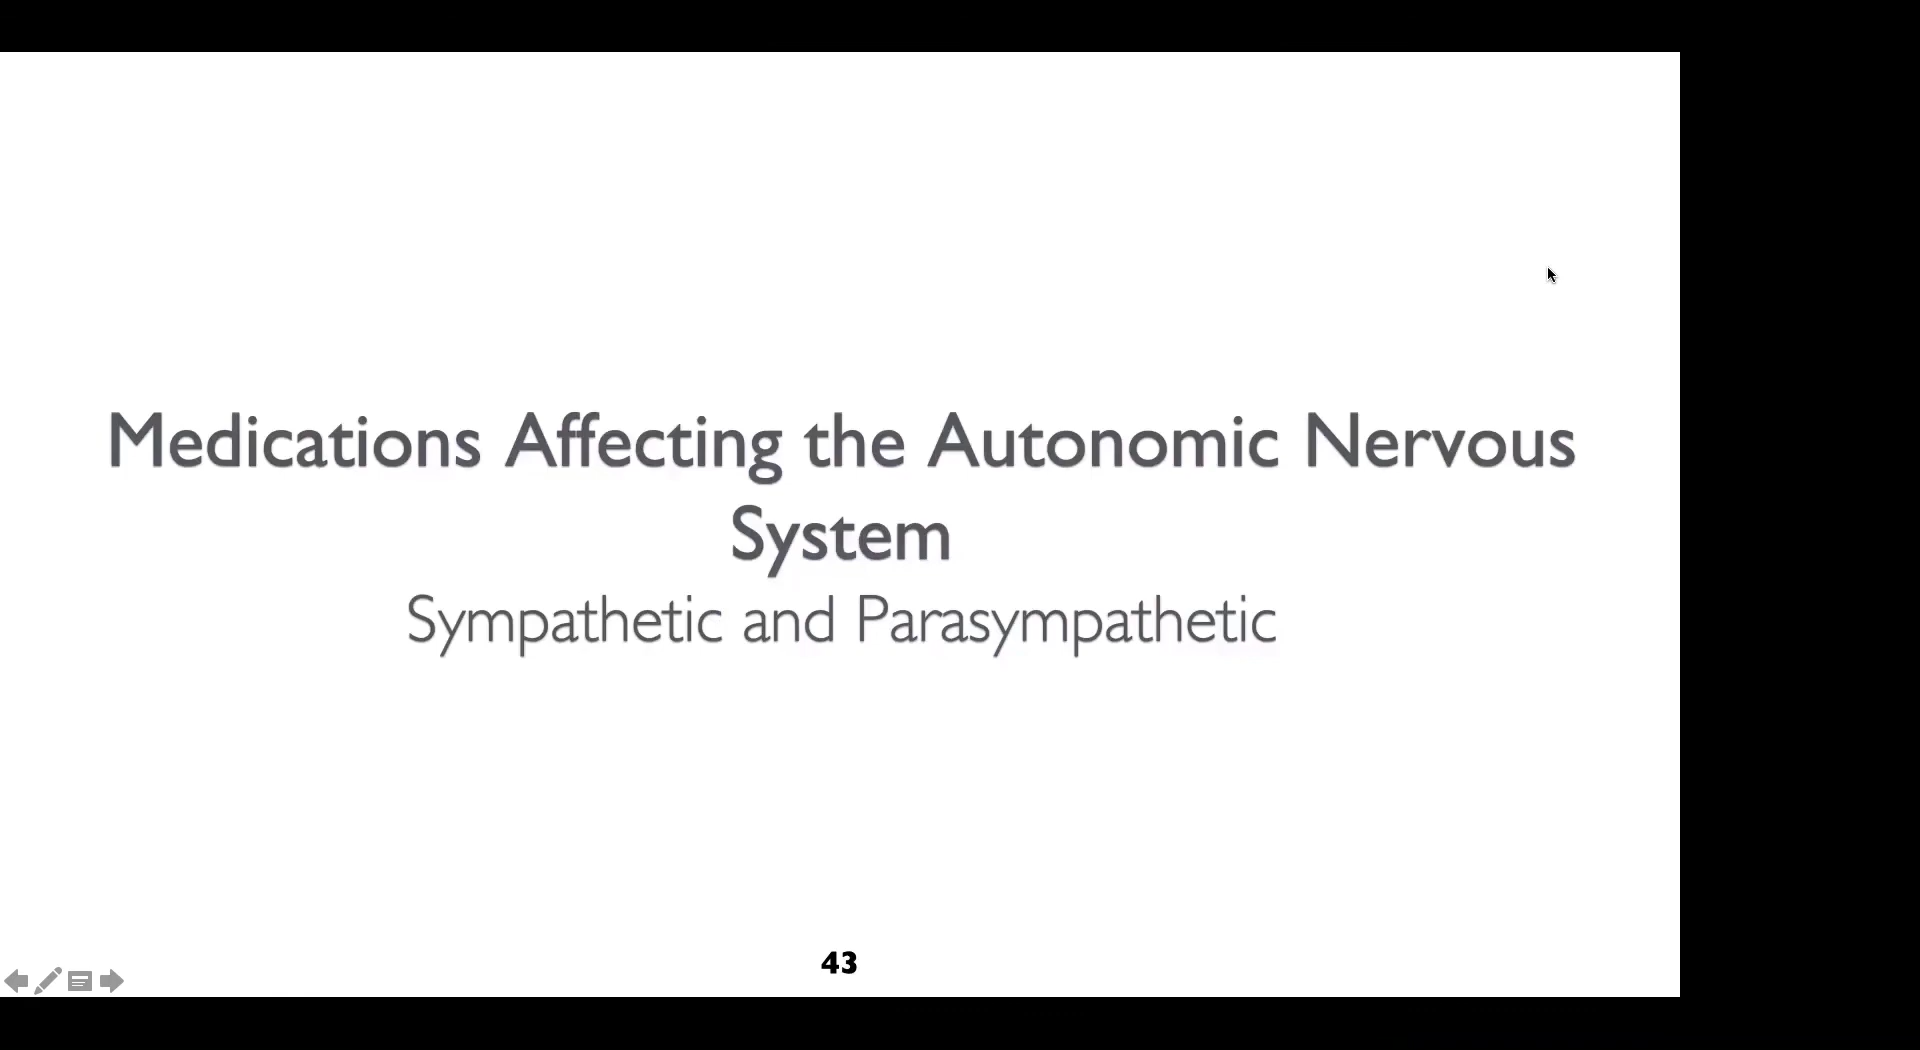 Medications Affecting the Autonomic Nervous
System
Sympathetic and Parasympathetic
43